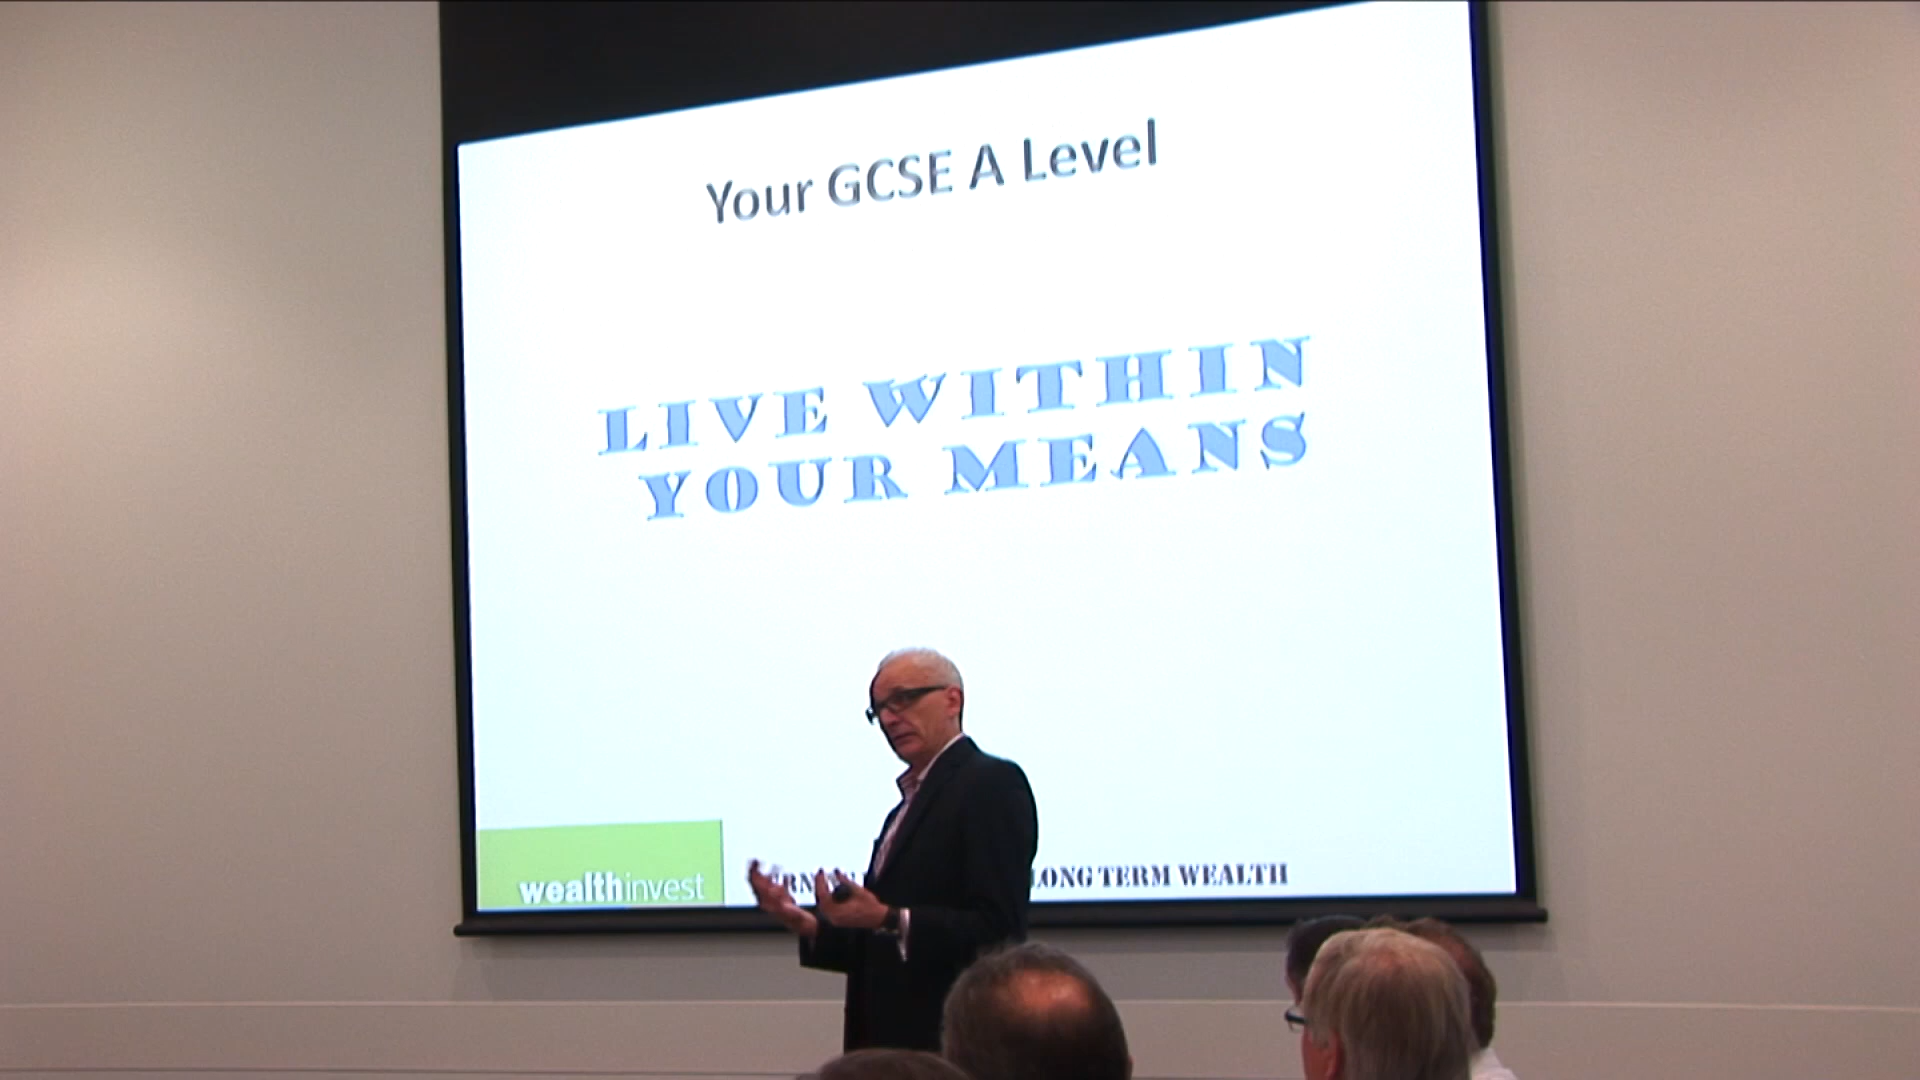 Your GCSE A Level
LIVE WITHIN
YOUR MEANS
wealthinvest
LONG TERM WEALTH